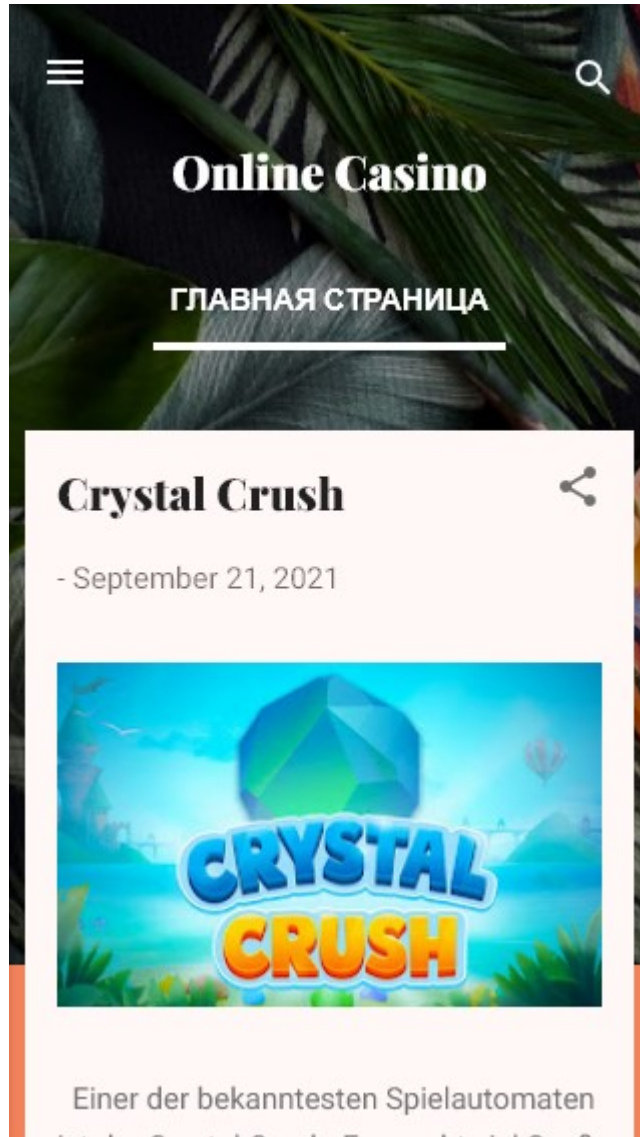 Online Casino
ГЛАВНАЯ СТРАНИЦА
Crystal Crush
- September 21, 2021
CRYSTAL
CRUSH
Einer der bekanntesten Spielautomaten